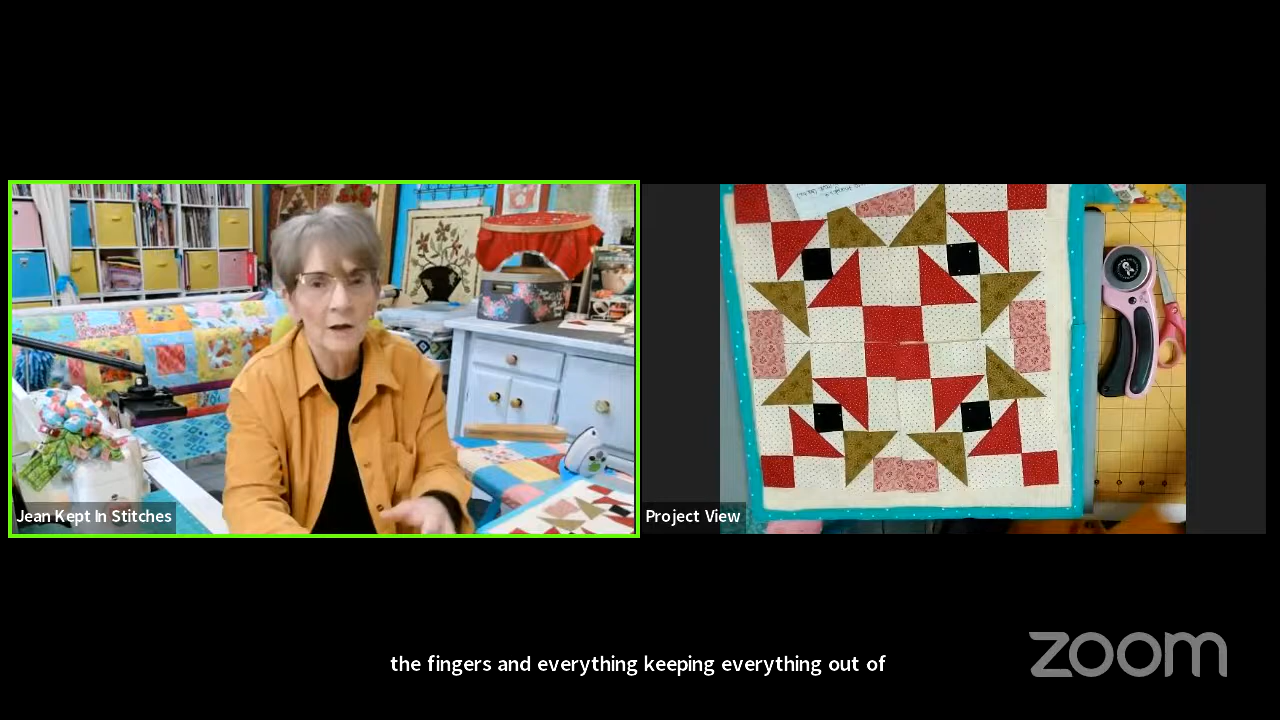 Jean Kept In Stitches
Project View
the fingers and everything keeping everything out of
zoom